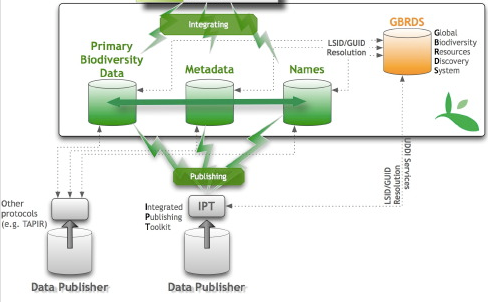 Integrating
GBRDS
Global
Biodiversity
Resources
Discovery
System
LSID/GUID
Resolution
Primary
Biodiversity
Data
Metadata
Names
Publishing
UDDI Services
LSID/GUID
Resolution
Other
protocols
(e.g. TAPIR)
Integrated
Publishing
Toolkit
IPT
Data Publisher
Data Publisher